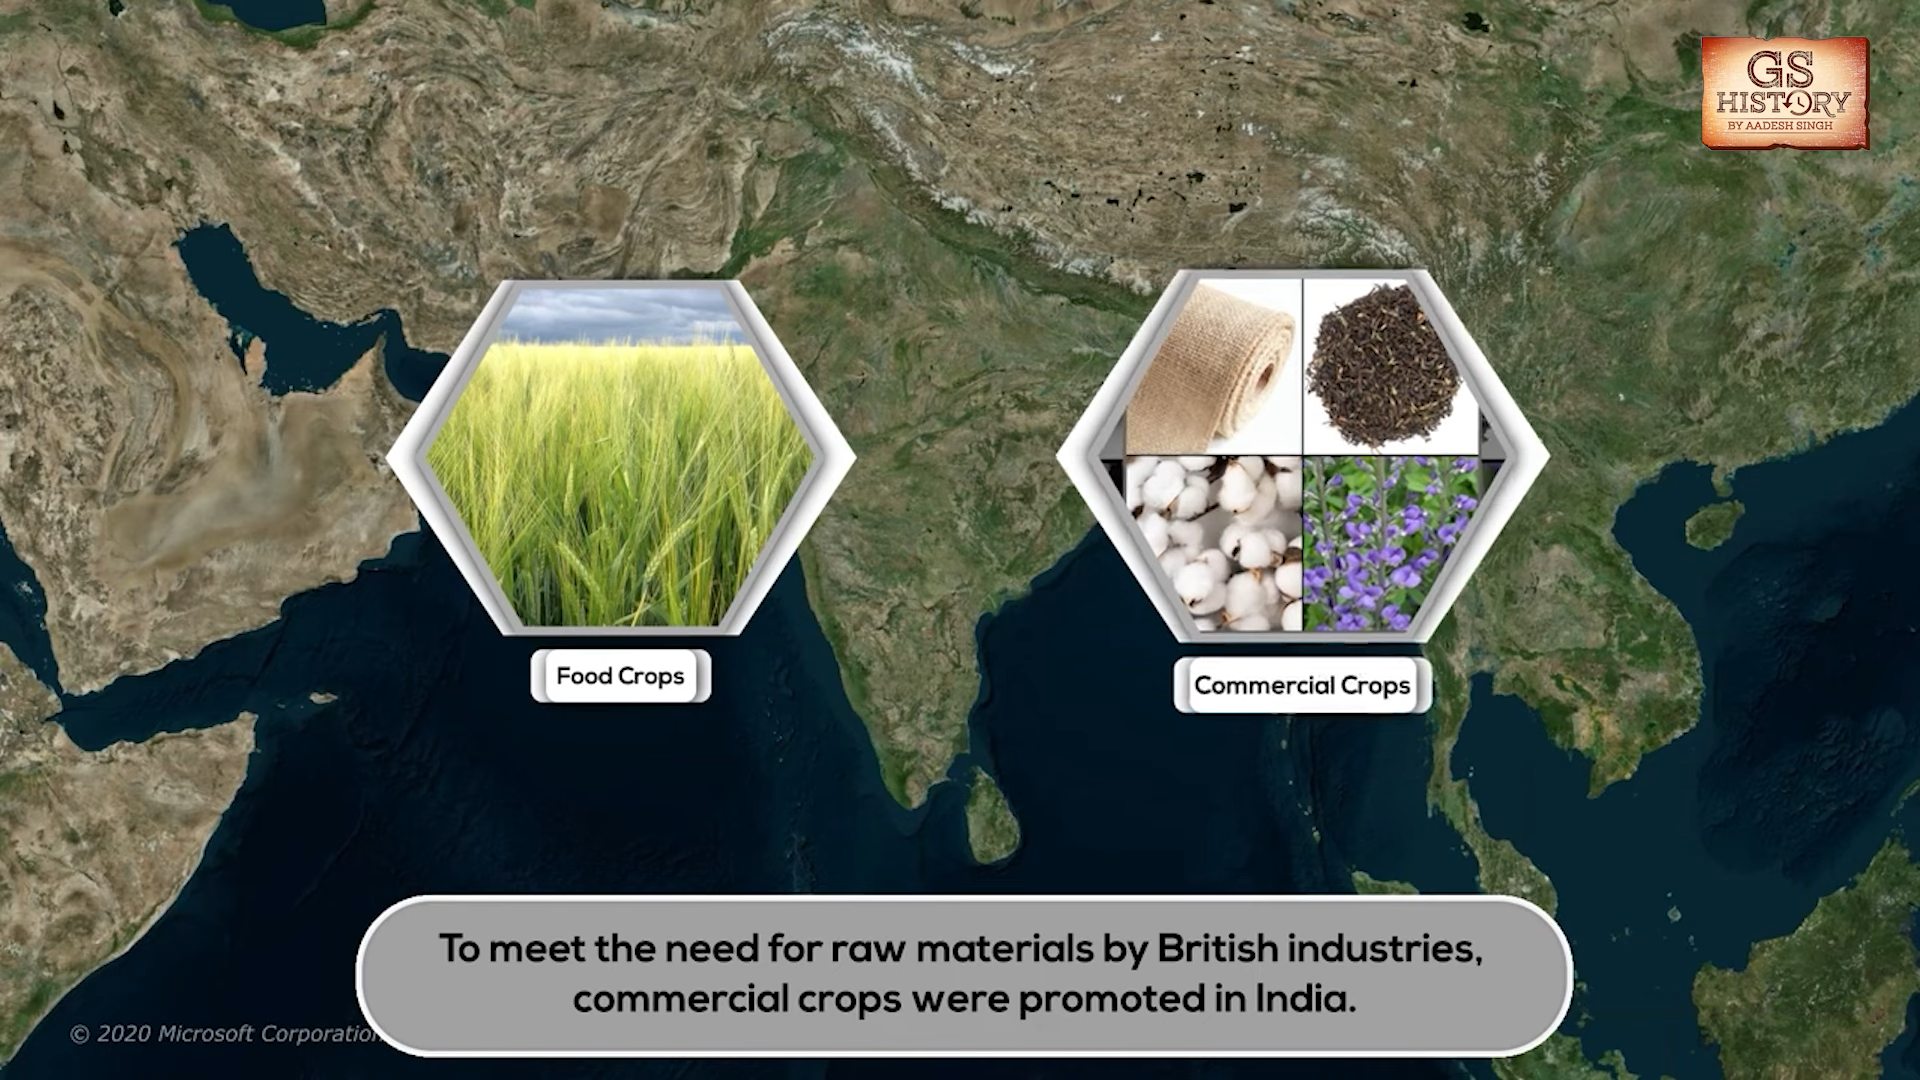 GS
HISTORY
BY AADESH SINGH
Food Crops
Commercial Crops
To meet the need for raw materials by British industries,
commercial crops were promoted in India.
© 2020 Microsoft Corporation